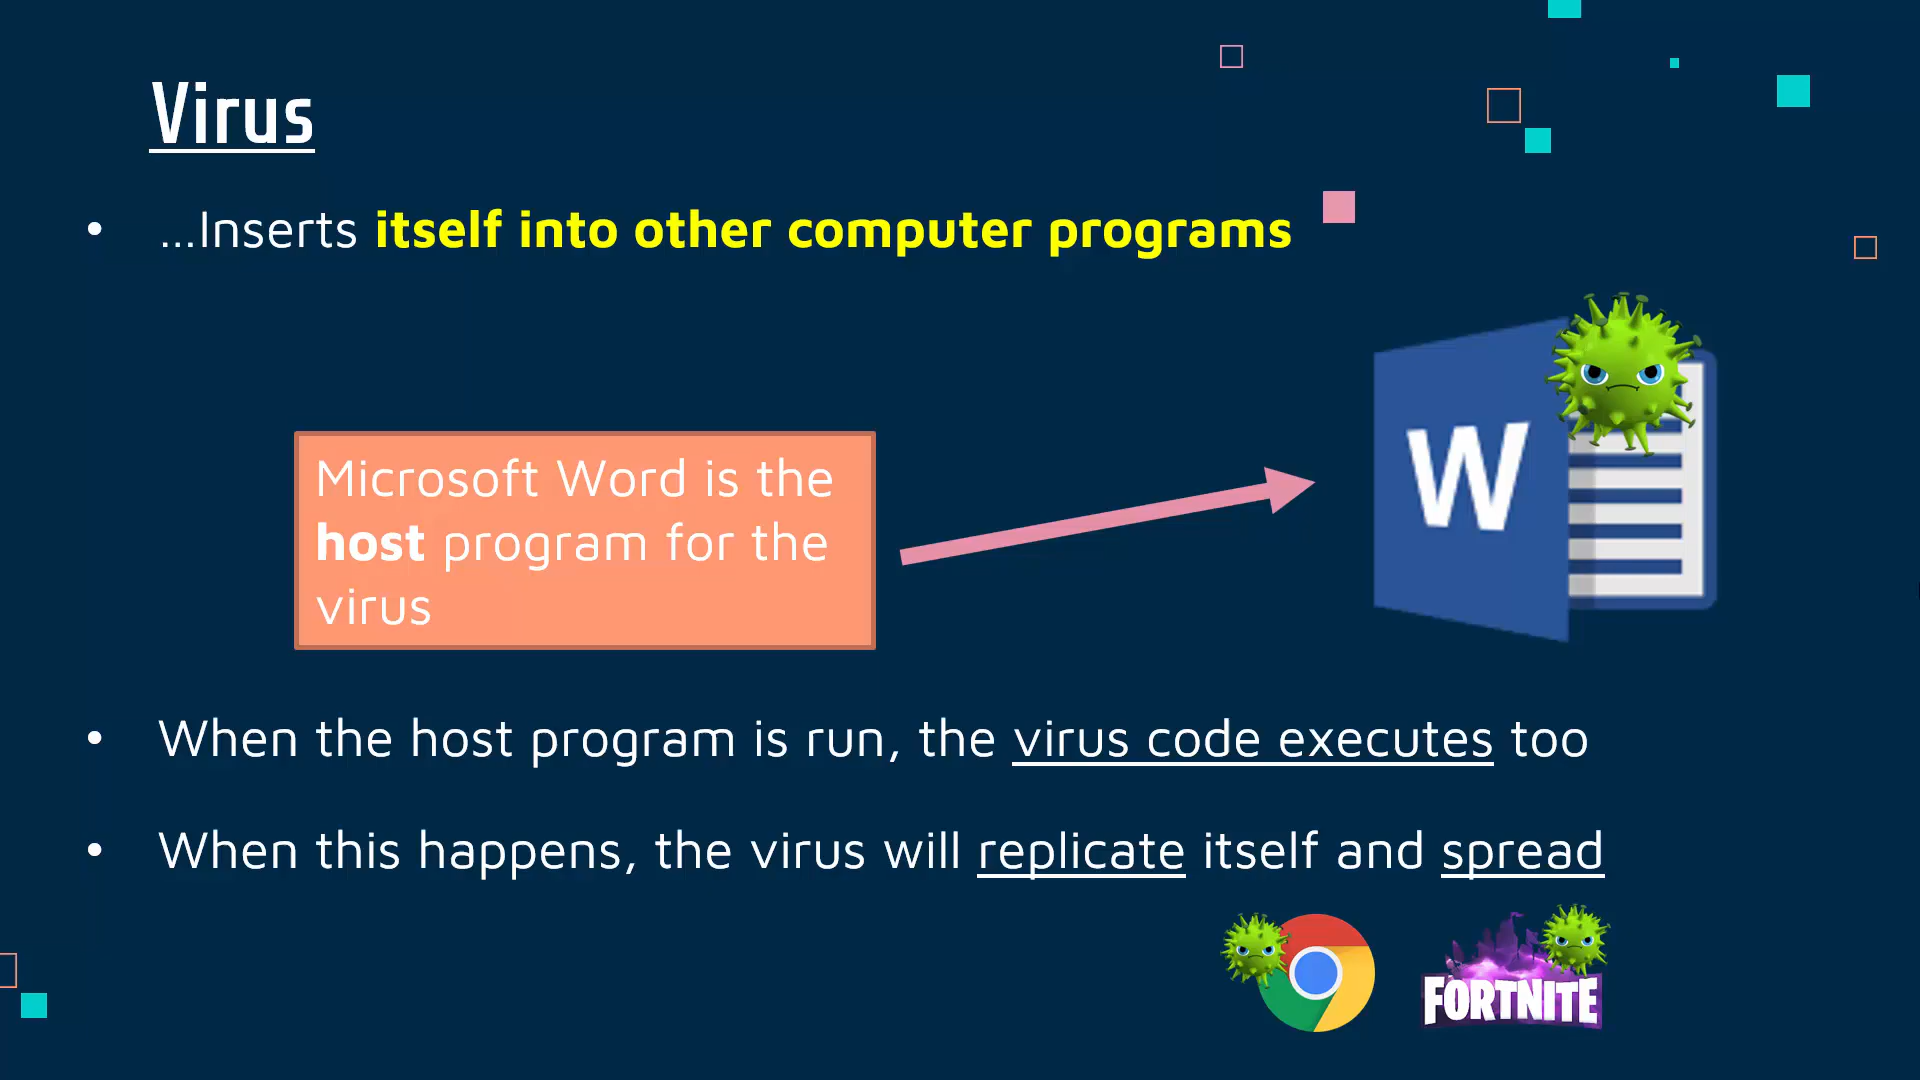 Virus
• ...Inserts itself into other computer programs
Microsoft Word is the
host program for the
virus
W
• When the host program is run, the virus code executes too
• When this happens, the virus will replicate itself and spread
FORTNITE